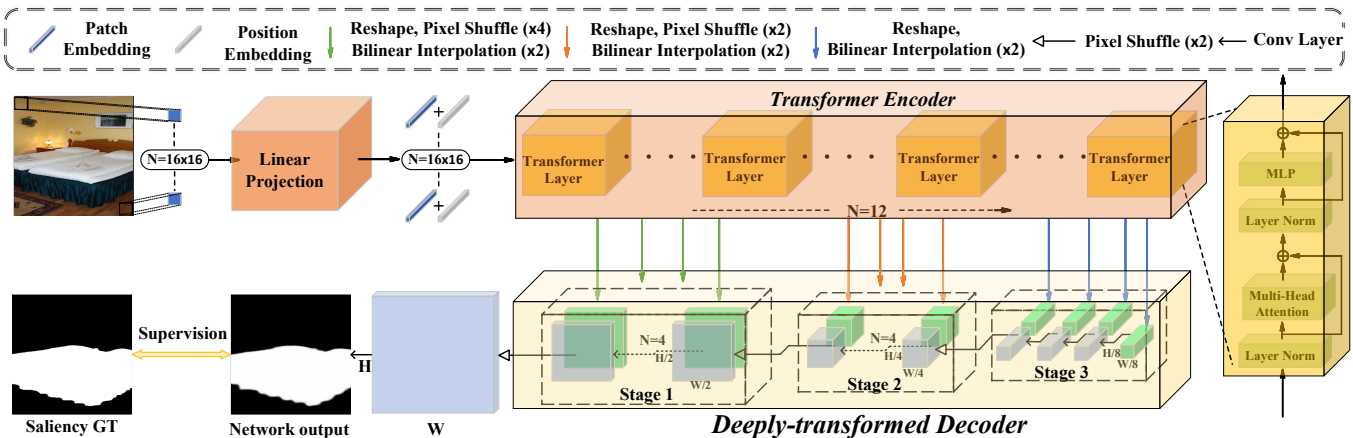 Patch
Embedding
Position
Embedding
Reshape, Pixel Shuffle (x4)
Bilinear Interpolation (x2)
Reshape, Pixel Shuffle (x2)
Bilinear Interpolation (x2)
Reshape,
Bilinear Interpolation (x2)
Pixel Shuffle (x2)
Conv Layer
N=16x16
Linear
Projection
+
N=16x16
+
Transformer Encoder
Transformer
Layer
Transformer
Layer
Transformer
Layer
Transformer
Layer
N=12
MLP
Layer Norm
Multi-Head
Attention
Layer Norm
Supervision
Saliency GT
Network output
H
W
N=4
H/2
W/2
Stage 1
N=4
H/4
W/4
Stage 2
H/8
W/8
Stage 3
Deeply-transformed Decoder